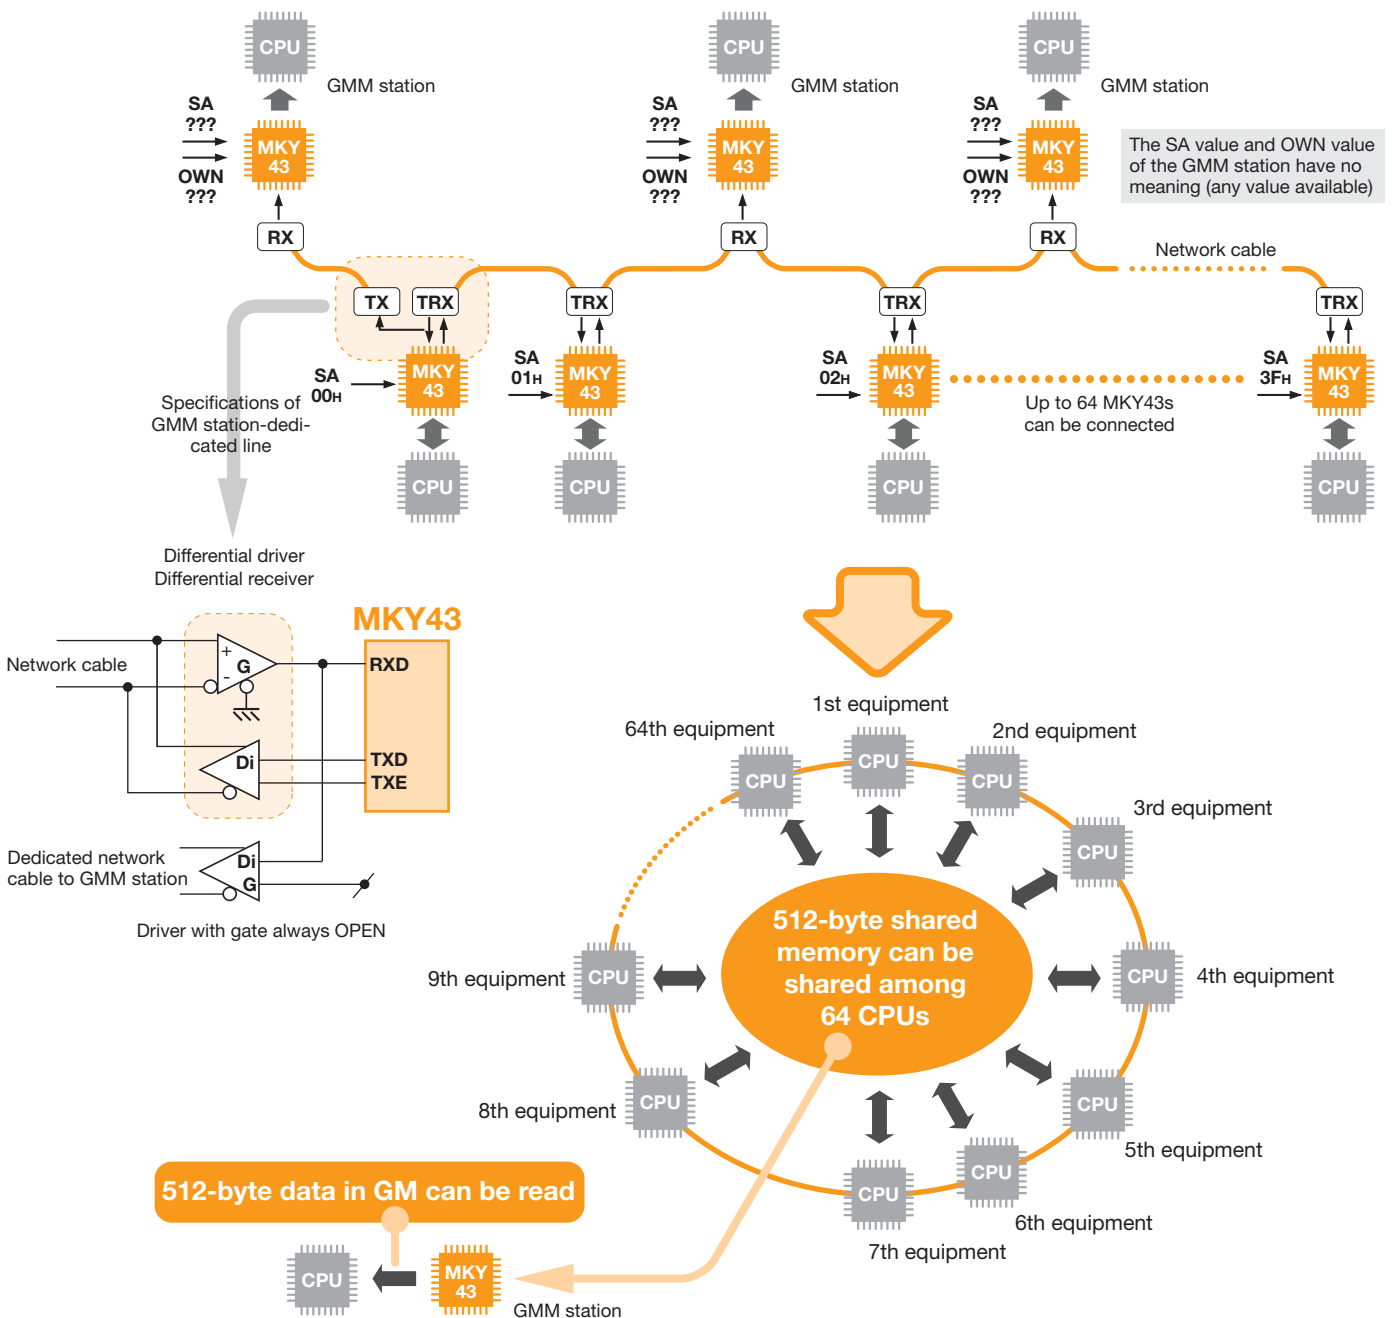 CPU
GMM station
SA
???
OWN
???
MKY
43
RX
CPU
GMM station
SA
???
OWN
???
MKY
43
RX
CPU
GMM station
SA
???
OWN
???
MKY
43
RX
The SA value and OWN value
of the GMM station have no
meaning (any value available)
Network cable
TX
TRX
TRX
TRX
TRX
SA
00H
MKY
43
CPU
SA
01H
MKY
43
CPU
SA
02H
MKY
43
CPU
Up to 64 MKY43s
can be connected
SA
3FH
MKY
43
CPU
Specifications of
GMM station-dedi-
cated line
Differential driver
Differential receiver
MKY43
Network cable
+
-
G
RXD
Di
TXD
TXE
Dedicated network
cable to GMM station
Di
G
Driver with gate always OPEN
1st equipment
CPU
2nd equipment
CPU
3rd equipment
CPU
4th equipment
CPU
5th equipment
CPU
6th equipment
CPU
7th equipment
CPU
8th equipment
CPU
9th equipment
CPU
64th equipment
CPU
512-byte shared
memory can be
shared among
64 CPUs
512-byte data in GM can be read
CPU
MKY
43
GMM station